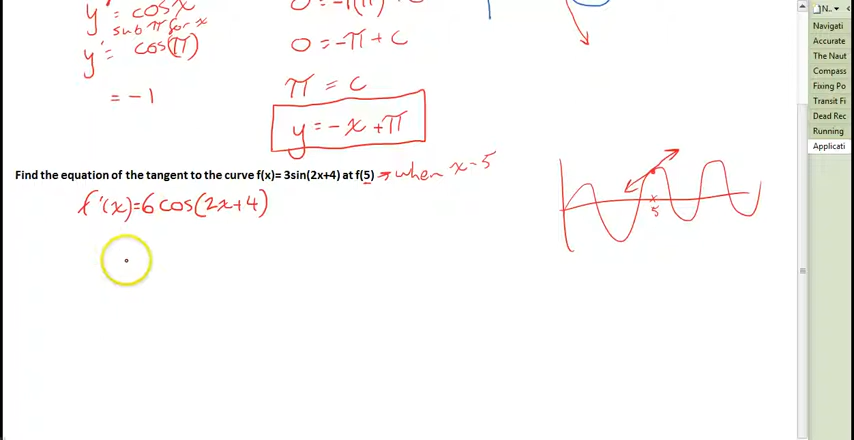 y' = cos x
sub π for x
y' = cos(π)
= -1
0 = -π + c
π = c
y = -x + π
Find the equation of the tangent to the curve f(x)= 3sin(2x+4) at f(5) → when x=5
f'(x)=6cos(2x+4)
5
N..
Navigati
Accurate
The Naut
Compass
Fixing Po
Transit Fi
Dead Rec
Running
Applicati